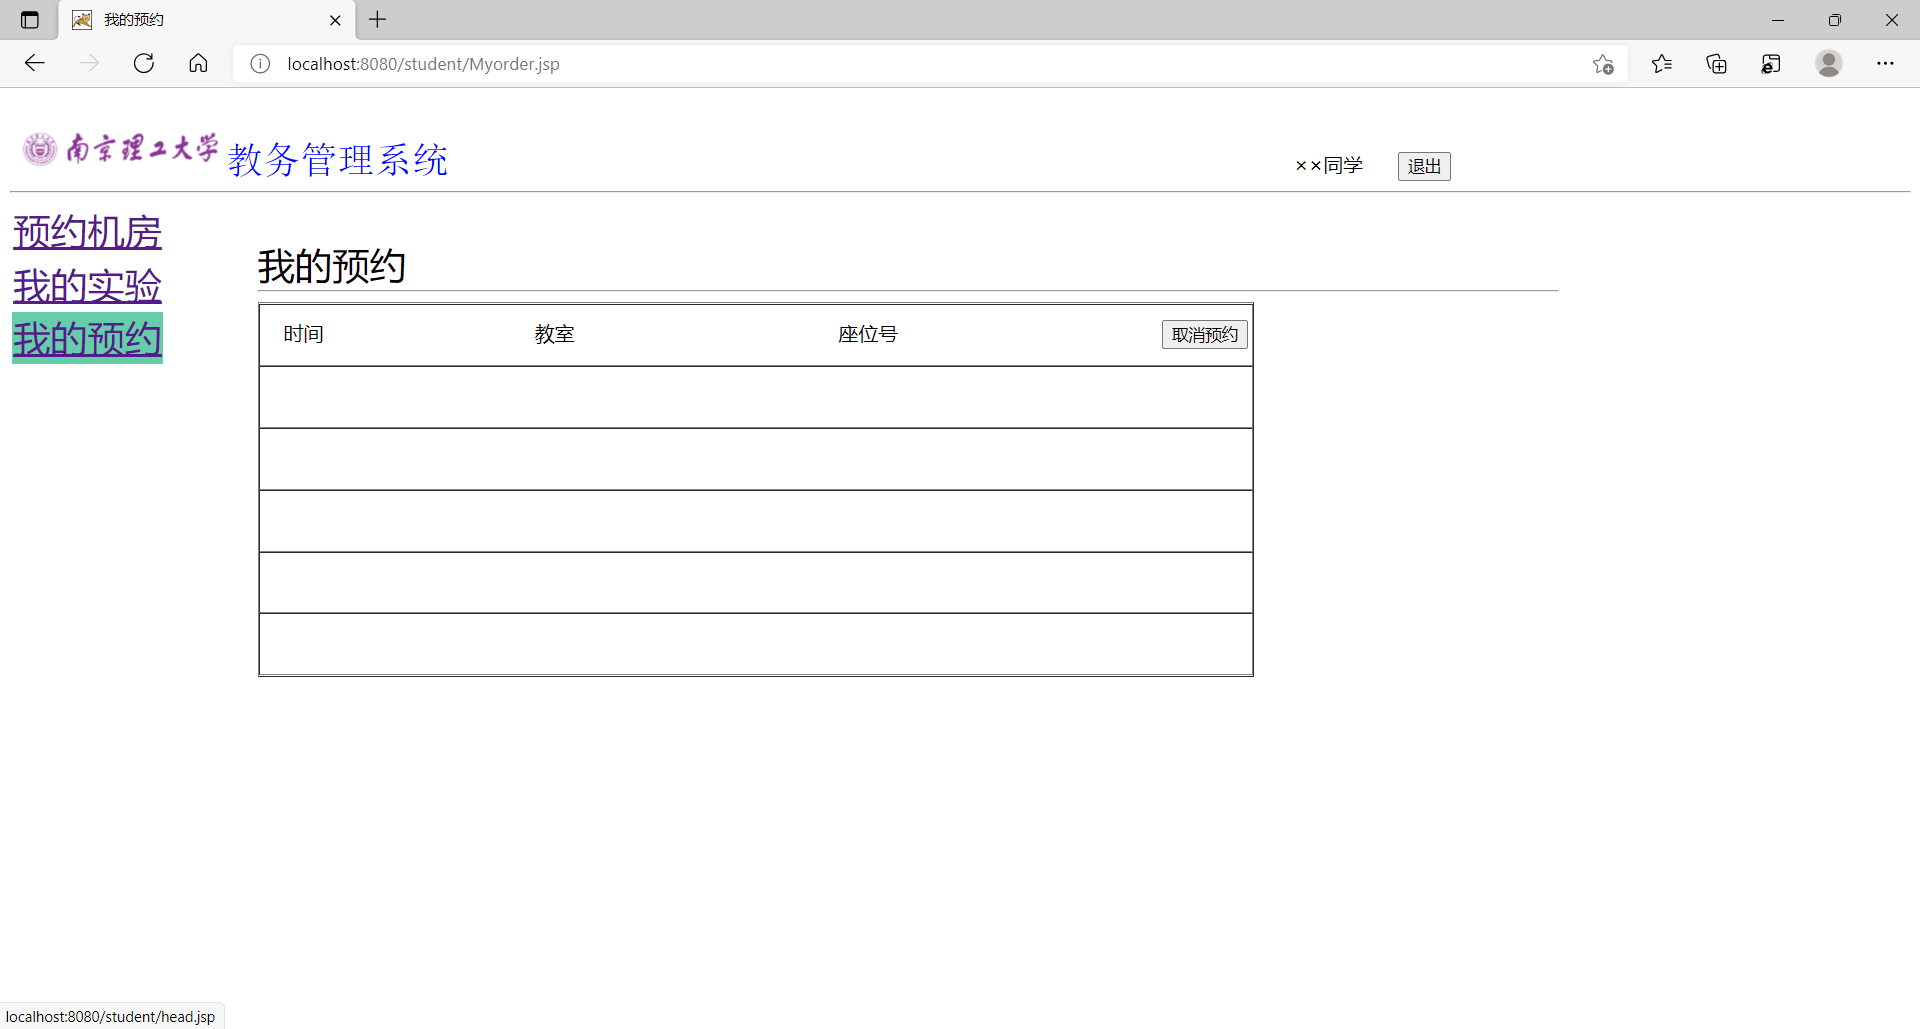 我的预约
localhost:8080/student/Myorder.jsp
南京理工大学 教务管理系统
××同学 退出
预约机房
我的实验
我的预约
我的预约
时间 教室 座位号 取消预约
localhost:8080/student/head.jsp